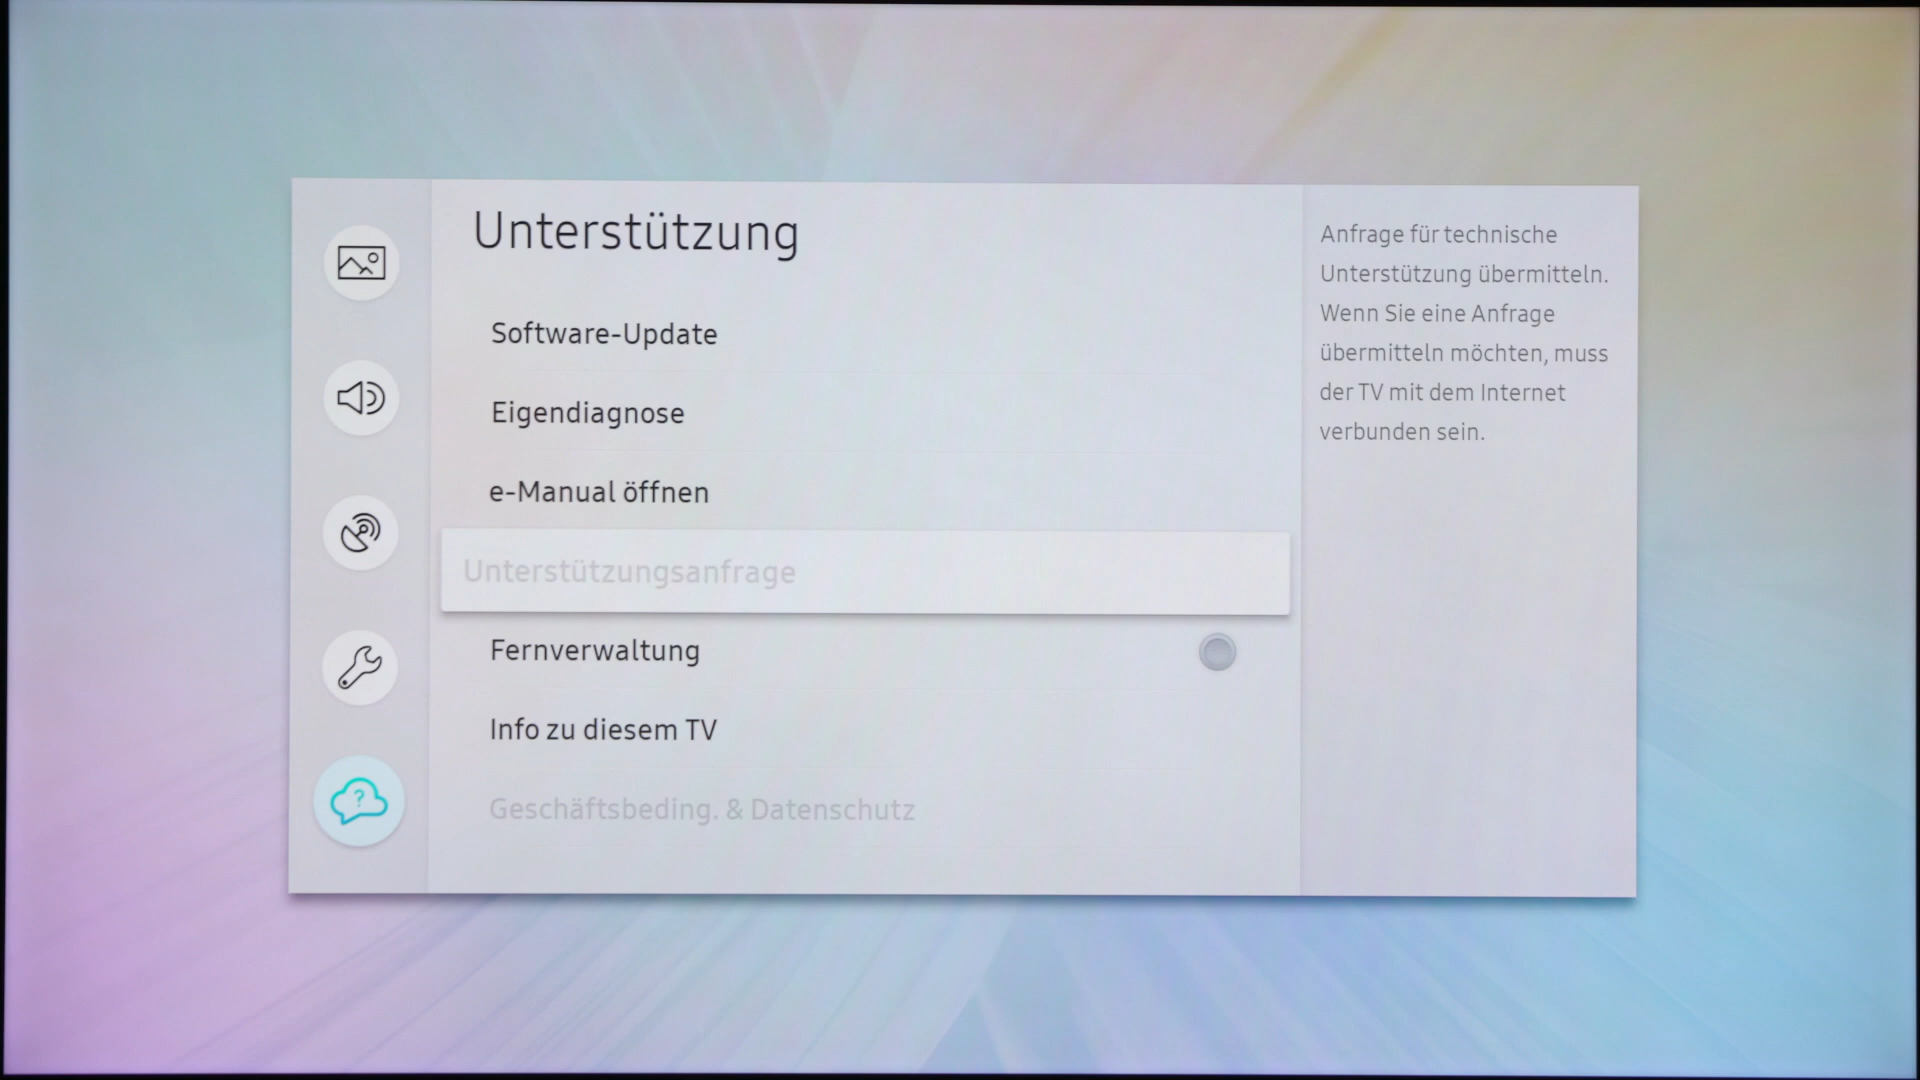 Unterstützung
Software-Update
Eigendiagnose
e-Manual öffnen
Unterstützungsanfrage
Fernverwaltung
Info zu diesem TV
Geschäftsbeding. & Datenschutz
Anfrage für technische
Unterstützung übermitteln.
Wenn Sie eine Anfrage
übermitteln möchten, muss
der TV mit dem Internet
verbunden sein.
?